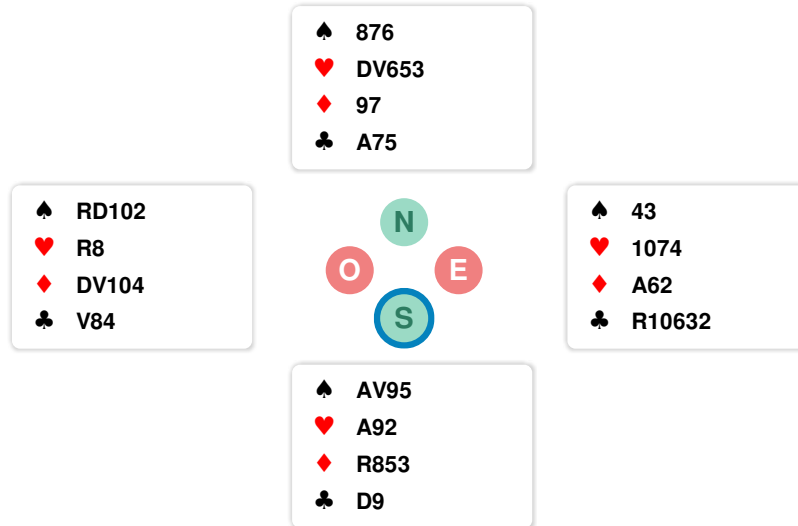 ♠ 876
♥ DV653
♦ 97
♣ A75
♠ RD102
♥ R8
♦ DV104
♣ V84
N
O
E
S
♠ 43
♥ 1074
♦ A62
♣ R10632
♠ AV95
♥ A92
♦ R853
♣ D9